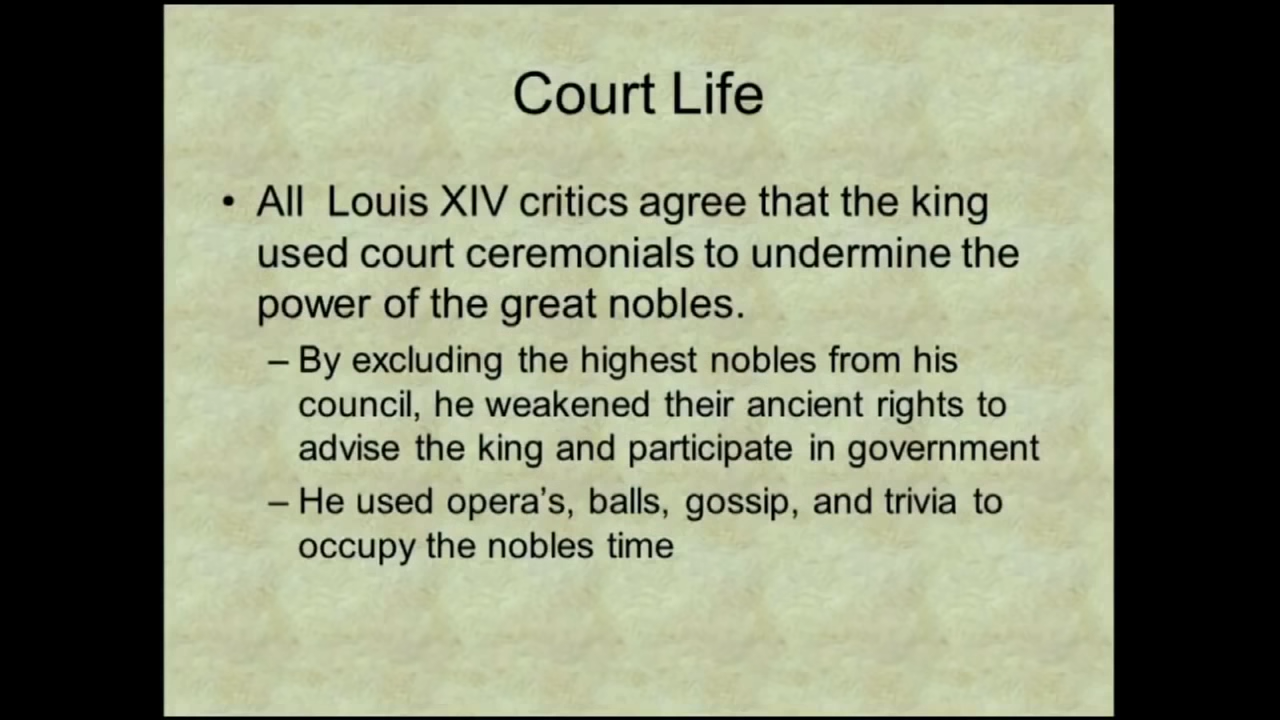 Court Life
• All Louis XIV critics agree that the king
used court ceremonials to undermine the
power of the great nobles.
– By excluding the highest nobles from his
council, he weakened their ancient rights to
advise the king and participate in government
– He used opera’s, balls, gossip, and trivia to
occupy the nobles time